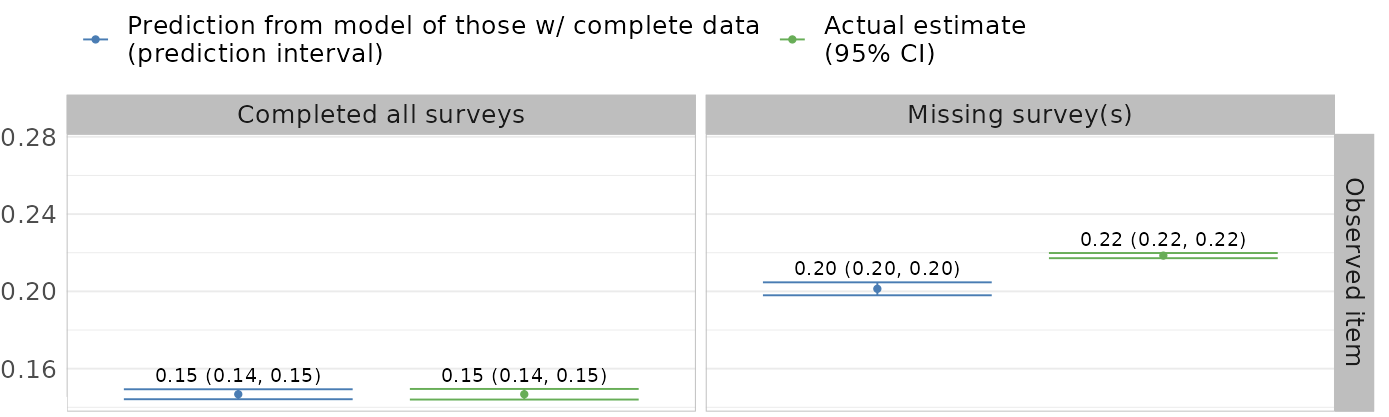 Prediction from model of those w/ complete data
(prediction interval)
Actual estimate
(95% CI)
Completed all surveys
Missing survey(s)
0.28
0.24
0.20
0.16
0.15 (0.14, 0.15)
0.15 (0.14, 0.15)
0.20 (0.20, 0.20)
0.22 (0.22, 0.22)
Observed item